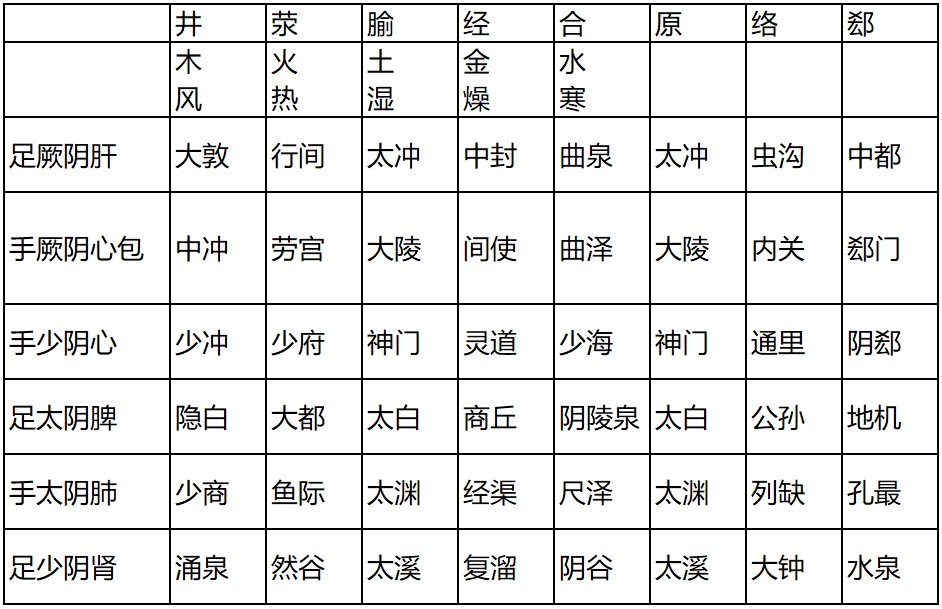 井 荥 腧 经 合 原 络 郄
木 火 土 金 水
风 热 湿 燥 寒
足厥阴肝 大敦 行间 太冲 中封 曲泉 太冲 虫沟 中都
手厥阴心包 中冲 劳宫 大陵 间使 曲泽 大陵 内关 郄门
手少阴心 少冲 少府 神门 灵道 少海 神门 通里 阴郄
足太阴脾 隐白 大都 太白 商丘 阴陵泉 太白 公孙 地机
手太阴肺 少商 鱼际 太渊 经渠 尺泽 太渊 列缺 孔最
足少阴肾 涌泉 然谷 太溪 复溜 阴谷 太溪 大钟 水泉